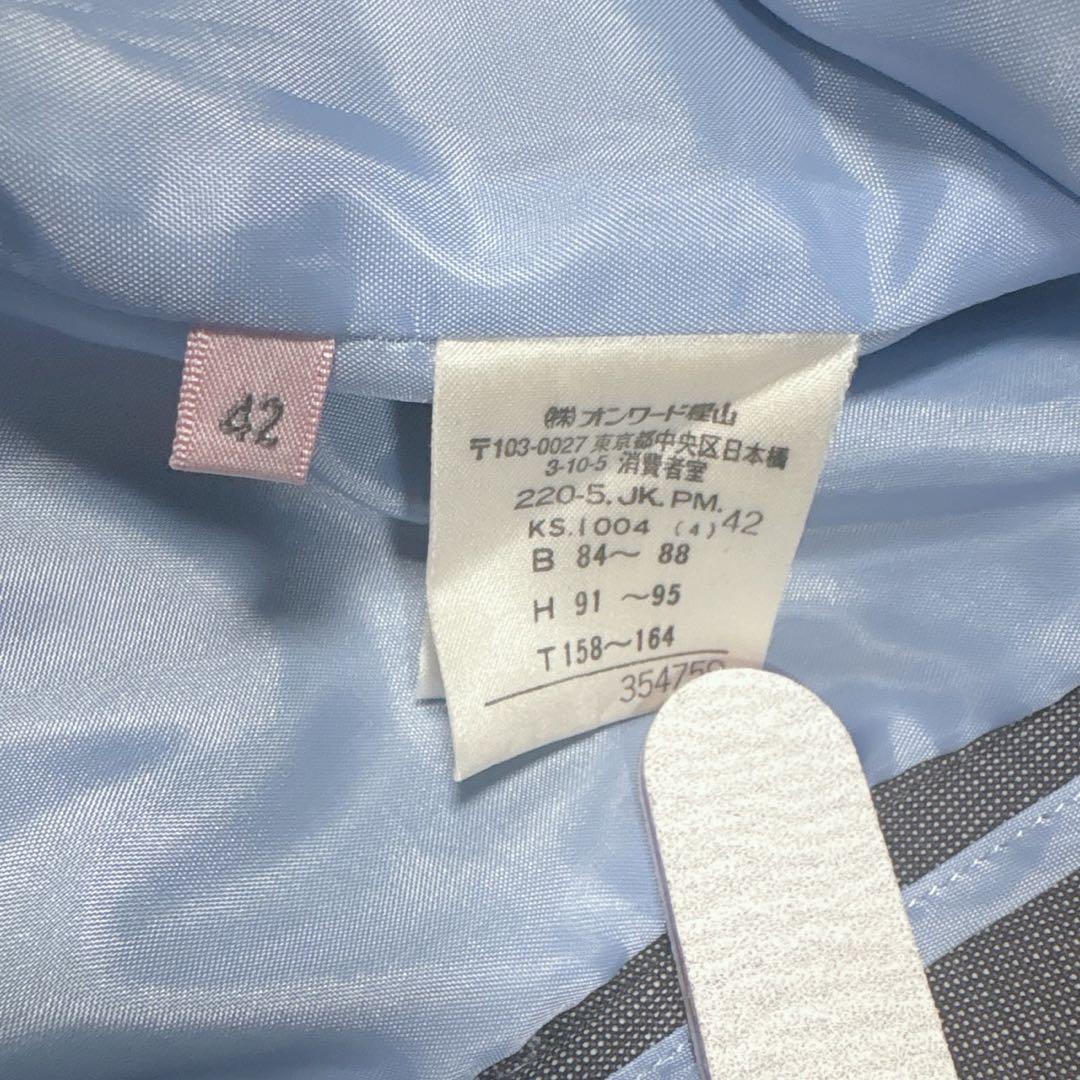 42
(株)オンワード樫山
〒103-0027 東京都中央区日本橋
3-10-5 消費者室
220-5.JK.PM.
KS.1004 (4)42
B 84～ 88
H 91 ～95
T158～164